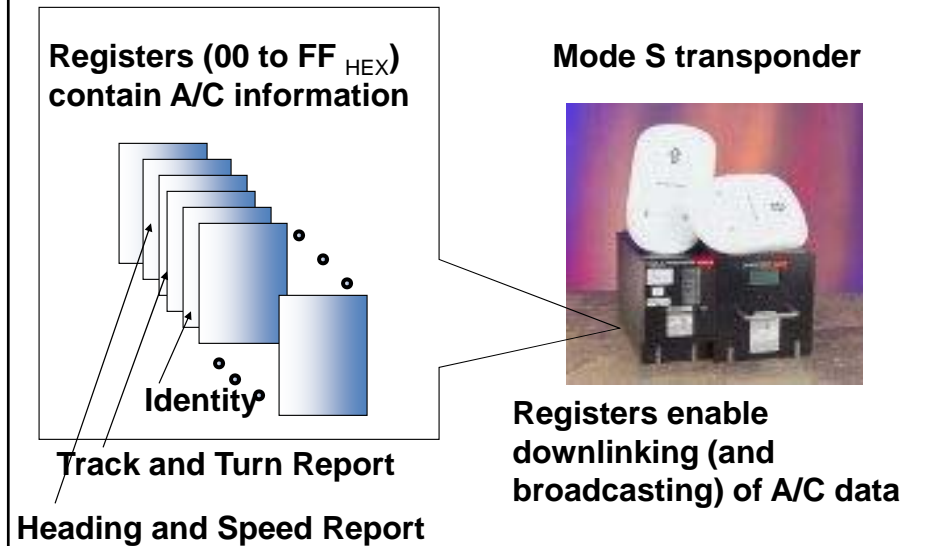 Registers (00 to FF HEX)
contain A/C information
Mode S transponder
Identity
Track and Turn Report
Heading and Speed Report
Registers enable
downlinking (and
broadcasting) of A/C data